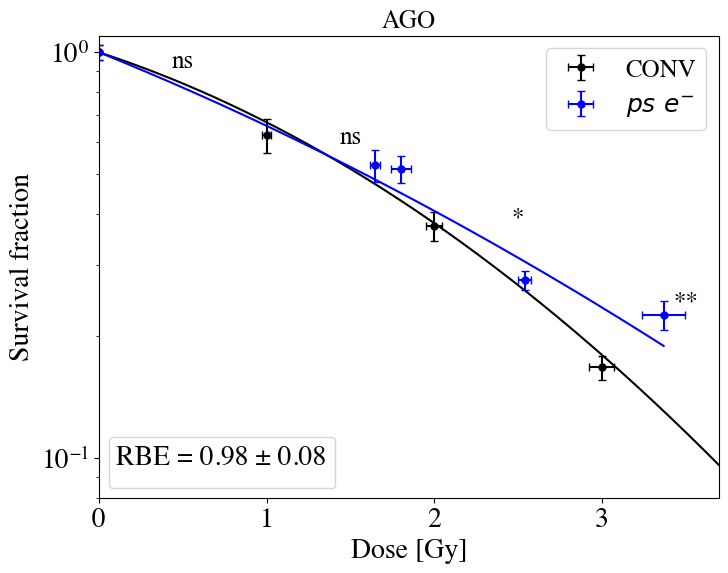 AGO
10⁰
ns
CONV
ps e⁻
ns
*
**
Survival fraction
10⁻¹
RBE = 0.98 ± 0.08
0 1 2 3
Dose [Gy]